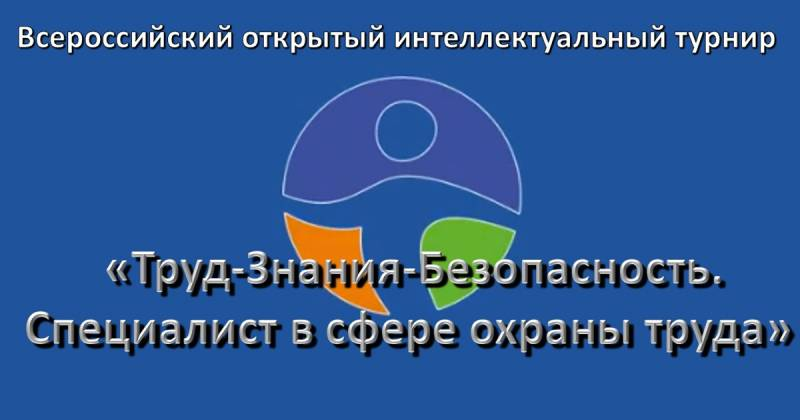 Всероссийский открытый интеллектуальный турнир
«Труд-Знания-Безопасность.
Специалист в сфере охраны труда»